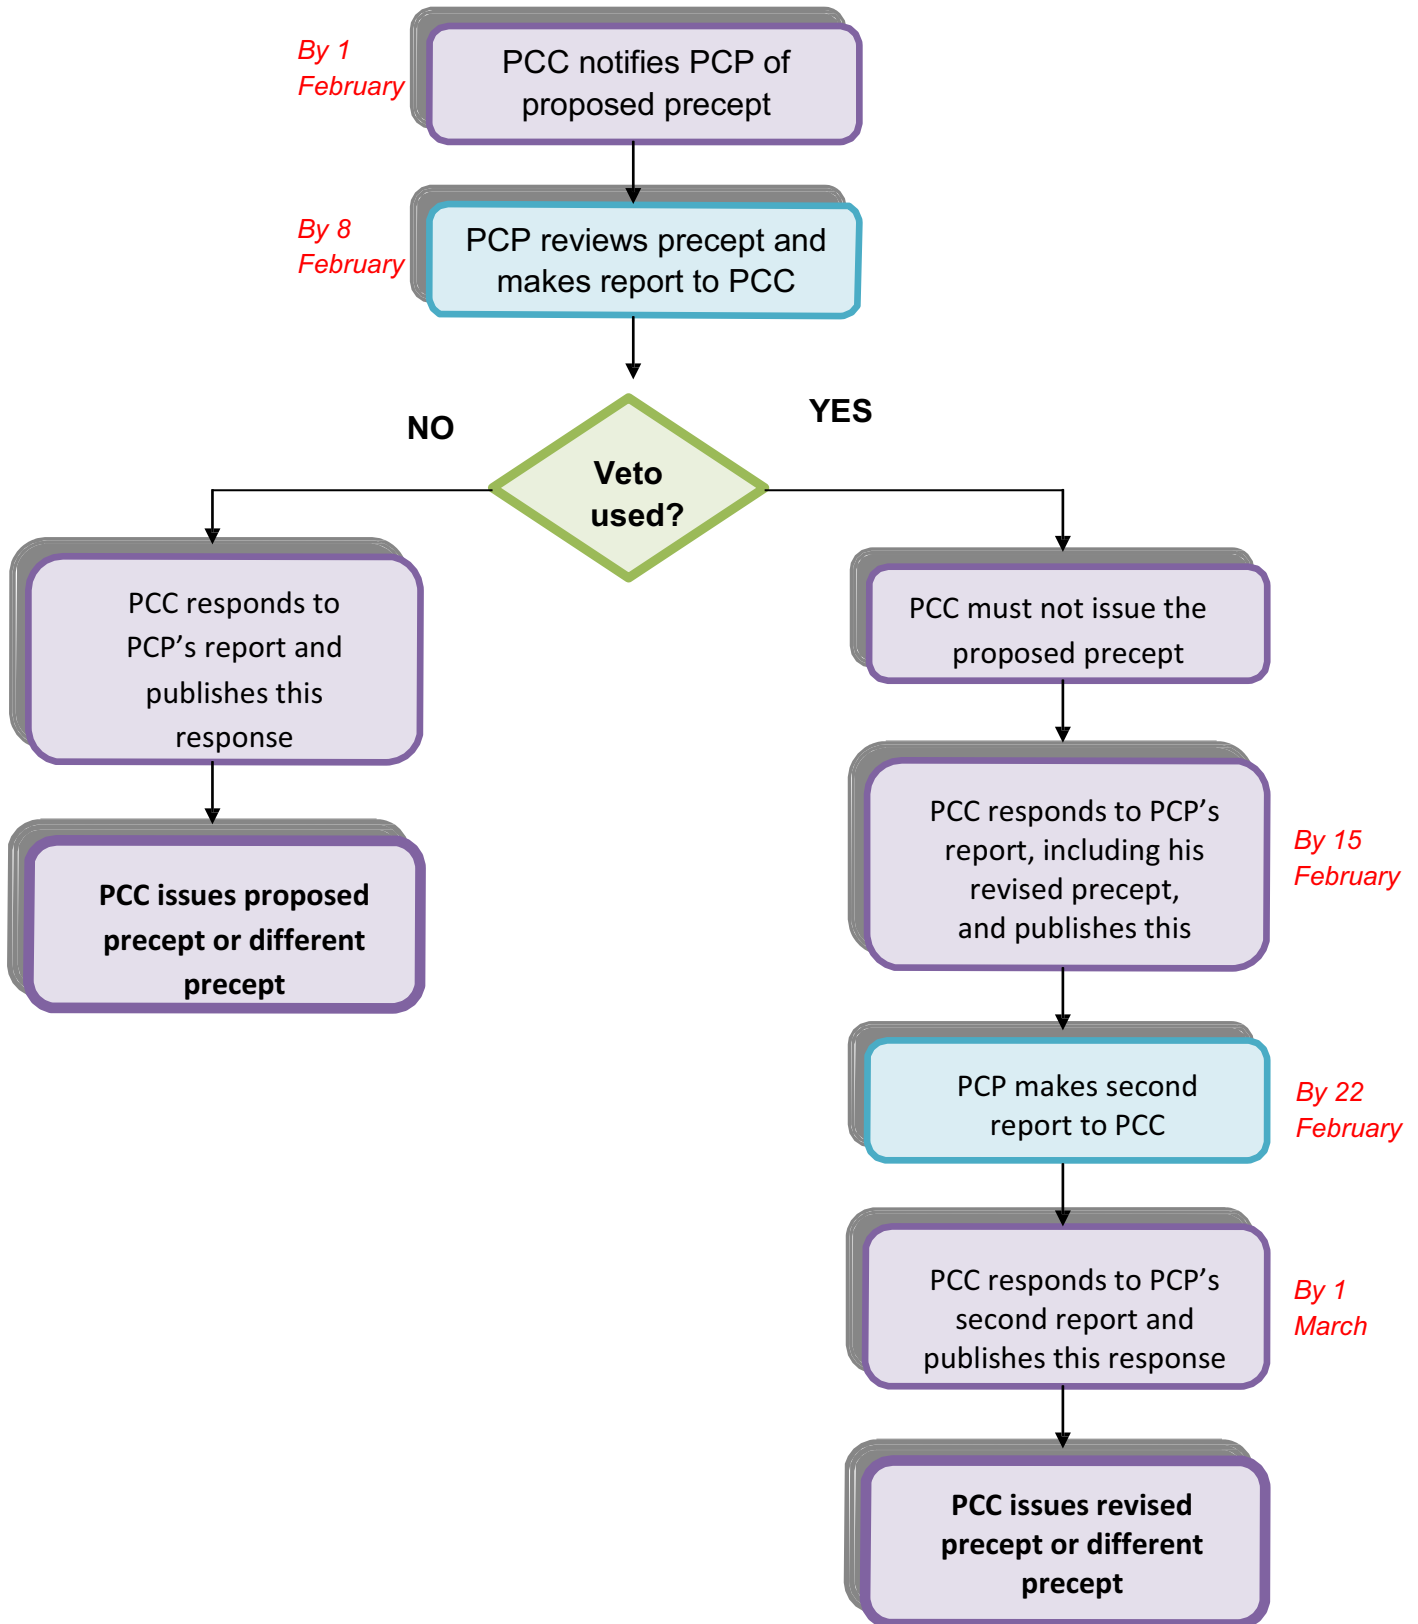 By 1
February
PCC notifies PCP of
proposed precept
By 8
February
PCP reviews precept and
makes report to PCC
NO
YES
Veto
used?
PCC responds to
PCP’s report and
publishes this
response
PCC issues proposed
precept or different
precept
PCC must not issue the
proposed precept
PCC responds to PCP’s
report, including his
revised precept,
and publishes this
By 15
February
PCP makes second
report to PCC
By 22
February
PCC responds to PCP’s
second report and
publishes this response
By 1
March
PCC issues revised
precept or different
precept